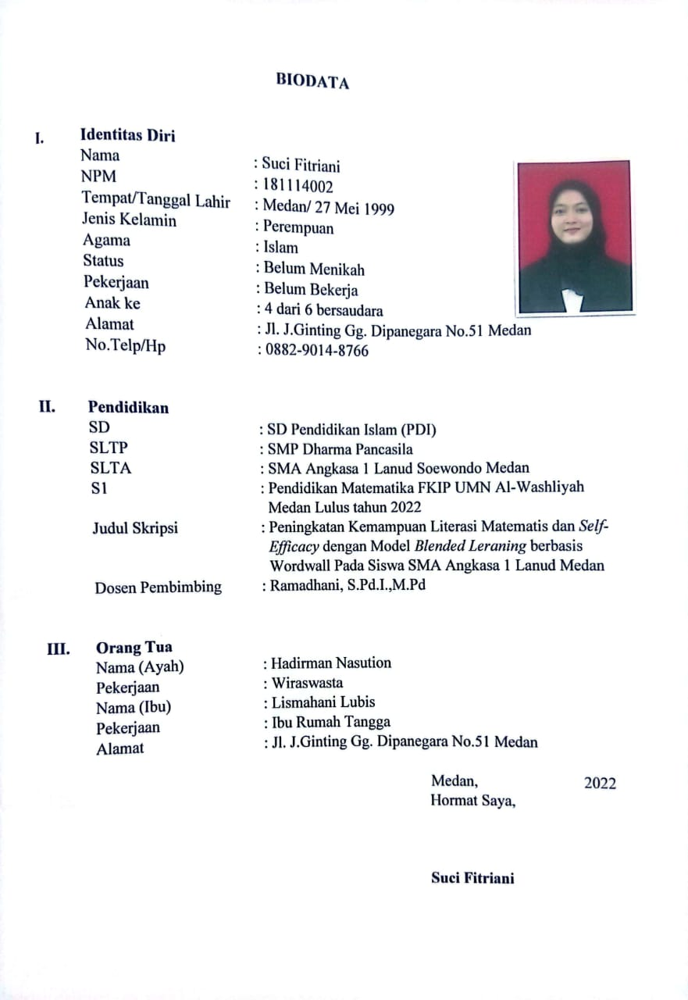 BIODATA
I. Identitas Diri
Nama : Suci Fitriani
NPM : 181114002
Tempat/Tanggal Lahir : Medan/ 27 Mei 1999
Jenis Kelamin : Perempuan
Agama : Islam
Status : Belum Menikah
Pekerjaan : Belum Bekerja
Anak ke : 4 dari 6 bersaudara
Alamat : Jl. J.Ginting Gg. Dipanegara No.51 Medan
No.Telp/Hp : 0882-9014-8766
II. Pendidikan
SD : SD Pendidikan Islam (PDI)
SLTP : SMP Dharma Pancasila
SLTA : SMA Angkasa 1 Lanud Soewondo Medan
S1 : Pendidikan Matematika FKIP UMN Al-Washliyah
Medan Lulus tahun 2022
Judul Skripsi : Peningkatan Kemampuan Literasi Matematis dan Self-
Efficacy dengan Model Blended Leraning berbasis
Wordwall Pada Siswa SMA Angkasa 1 Lanud Medan
Dosen Pembimbing : Ramadhani, S.Pd.I.,M.Pd
III. Orang Tua
Nama (Ayah) : Hadirman Nasution
Pekerjaan : Wiraswasta
Nama (Ibu) : Lismahani Lubis
Pekerjaan : Ibu Rumah Tangga
Alamat : Jl. J.Ginting Gg. Dipanegara No.51 Medan
Medan, 2022
Hormat Saya,
Suci Fitriani